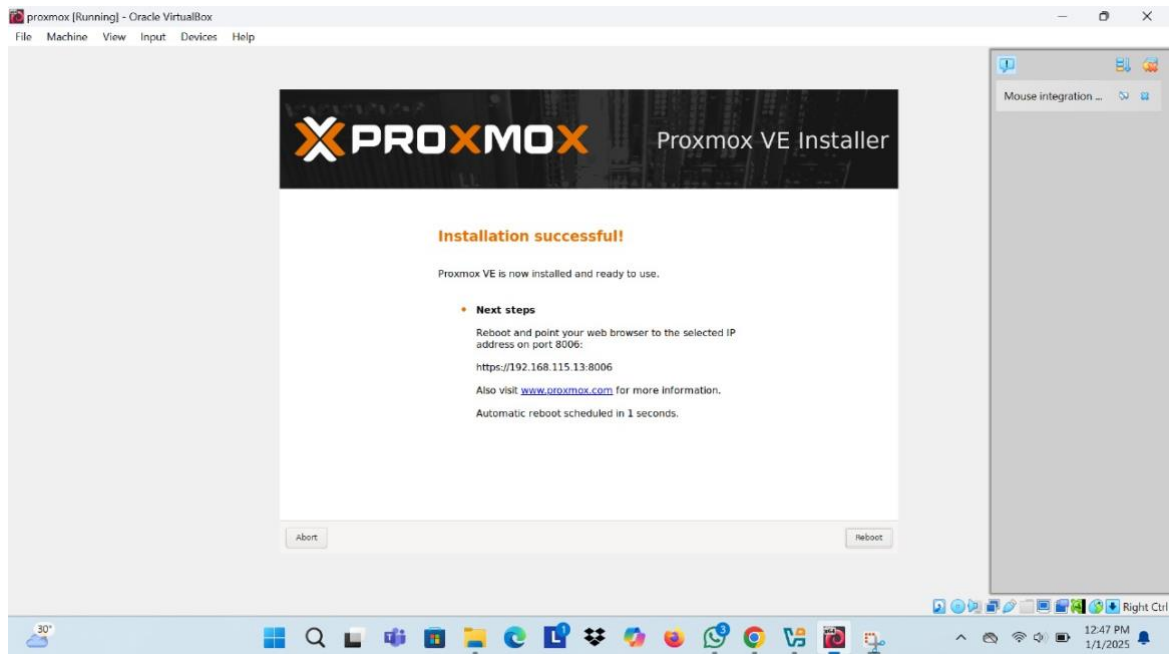 proxmox [Running] - Oracle VirtualBox
File Machine View Input Devices Help
Mouse integration ...
PROXMOX
Proxmox VE Installer
Installation successful!
Proxmox VE is now installed and ready to use.
• Next steps
Reboot and point your web browser to the selected IP
address on port 8006:
https://192.168.115.13:8006
Also visit www.proxmox.com for more information.
Automatic reboot scheduled in 1 seconds.
Abort
Reboot
Right Ctrl
30°
1
3
12:47 PM
1/1/2025